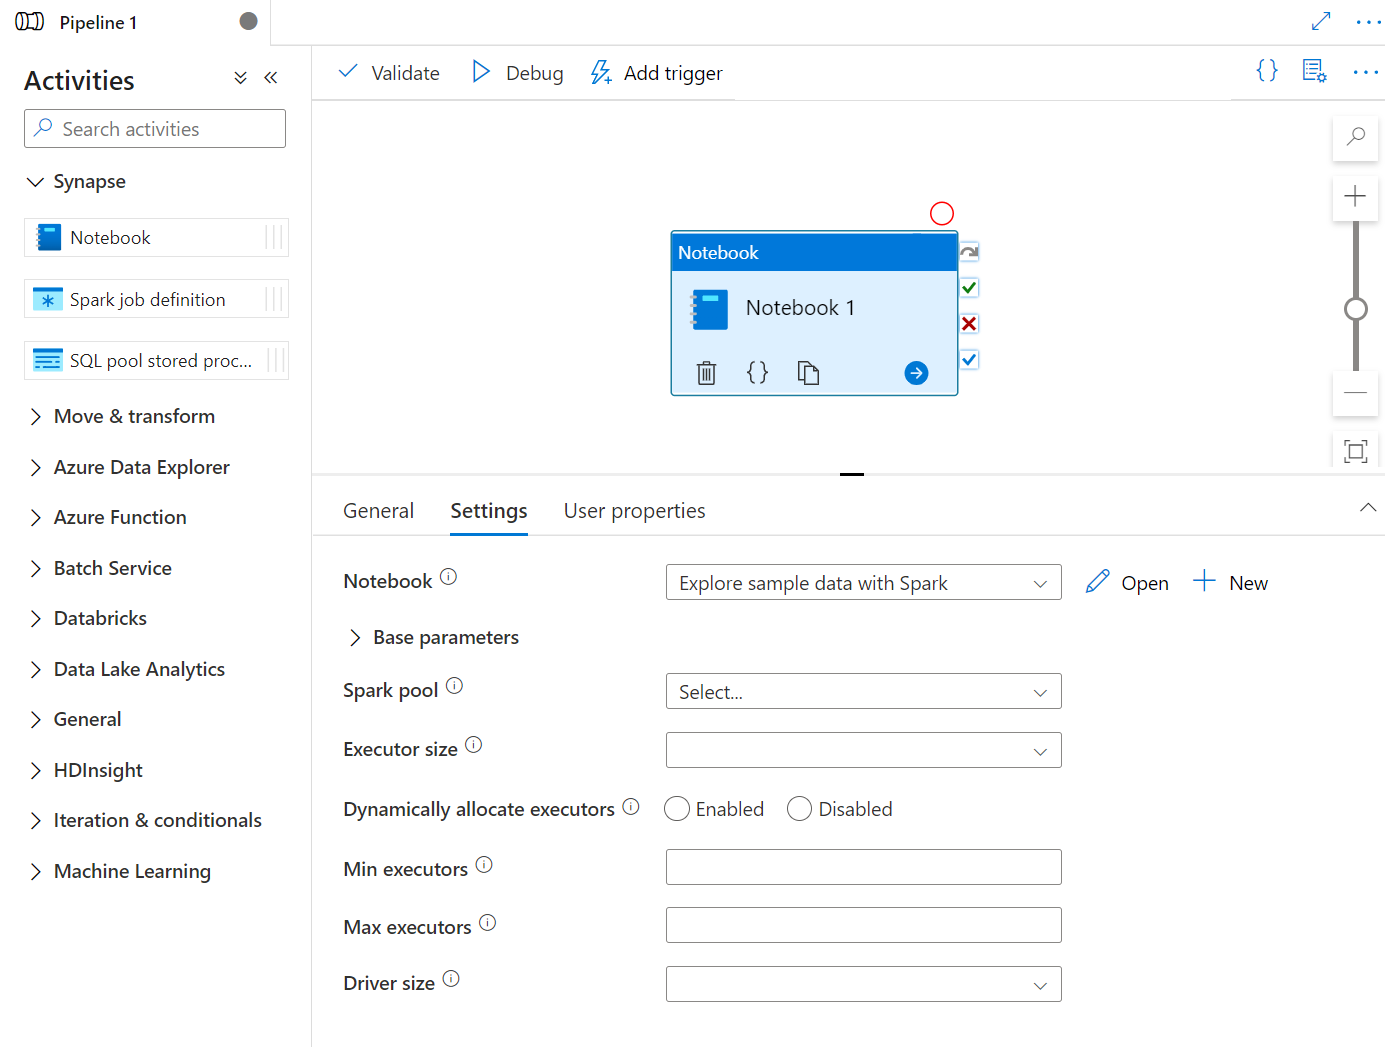 Pipeline 1
Activities
Search activities
Synapse
Notebook
Spark job definition
SQL pool stored proc...
Move & transform
Azure Data Explorer
Azure Function
Batch Service
Databricks
Data Lake Analytics
General
HDInsight
Iteration & conditionals
Machine Learning
Validate Debug Add trigger
Notebook
Notebook 1
General Settings User properties
Notebook Explore sample data with Spark Open New
Base parameters
Spark pool Select...
Executor size
Dynamically allocate executors Enabled Disabled
Min executors
Max executors
Driver size